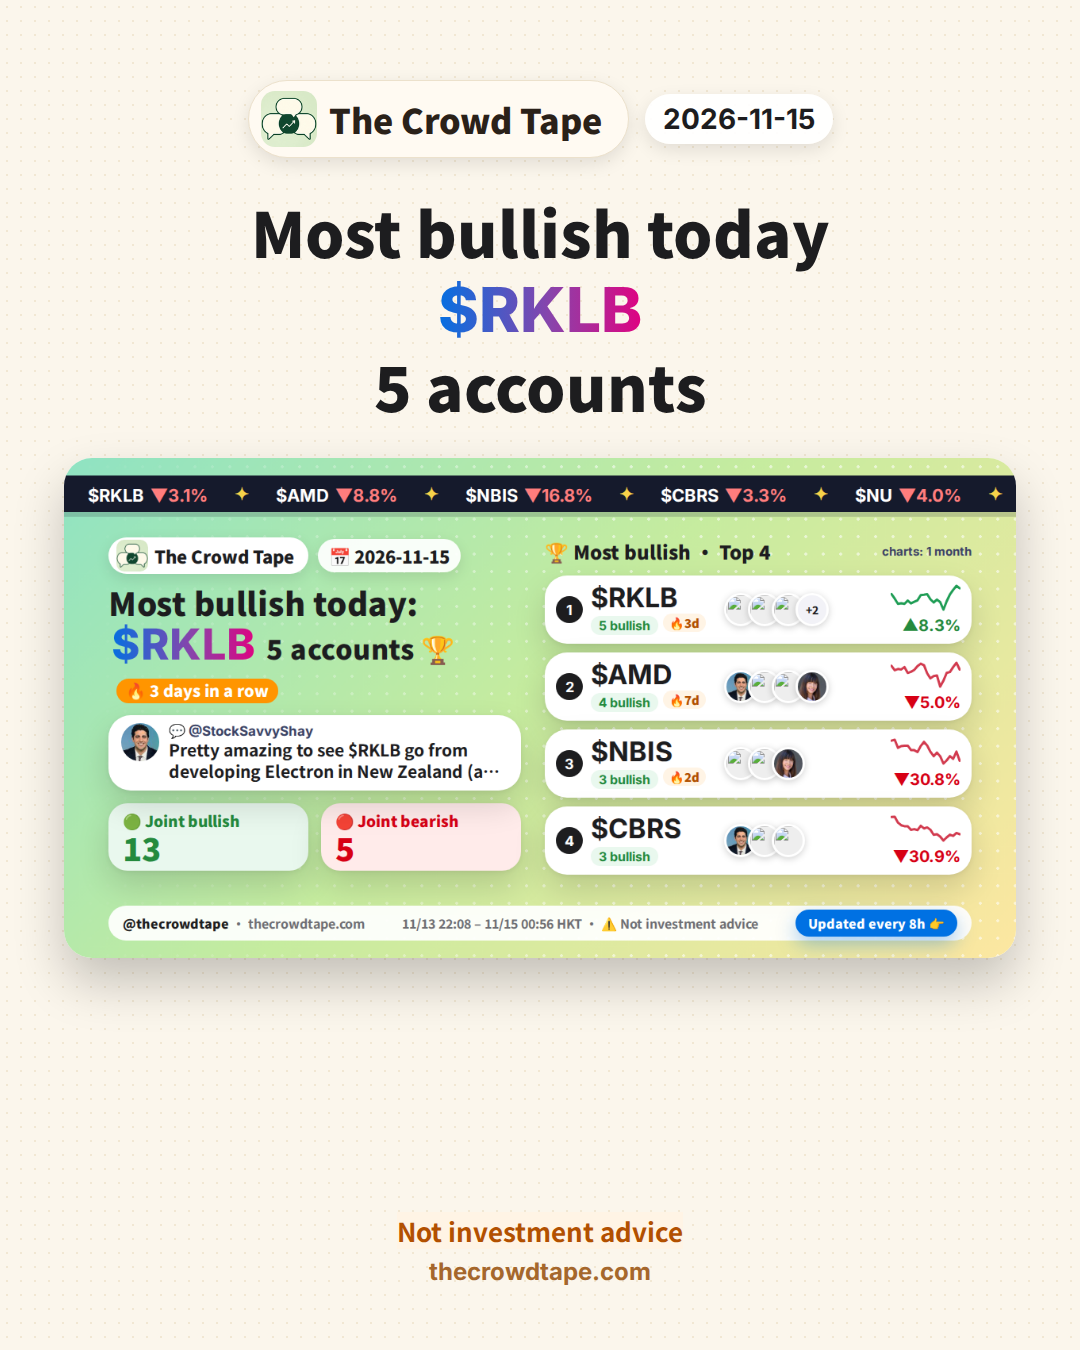 The Crowd Tape
2026-11-15
Most bullish today
$RKLB
5 accounts
$RKLB ▼3.1% ✦ $AMD ▼8.8% ✦ $NBIS ▼16.8% ✦ $CBRS ▼3.3% ✦ $NU ▼4.0% ✦
The Crowd Tape
📅 2026-11-15
Most bullish today:
$RKLB 5 accounts 🏆
🔥 3 days in a row
💬 @StockSavvyShay
Pretty amazing to see $RKLB go from
developing Electron in New Zealand (a…
🟢 Joint bullish
13
🔴 Joint bearish
5
🏆 Most bullish • Top 4
charts: 1 month
1
$RKLB
5 bullish
🔥3d
+2
▲8.3%
2
$AMD
4 bullish
🔥7d
▼5.0%
3
$NBIS
3 bullish
🔥2d
▼30.8%
4
$CBRS
3 bullish
▼30.9%
@thecrowdtape • thecrowdtape.com
11/13 22:08 – 11/15 00:56 HKT • ⚠️ Not investment advice
Updated every 8h 👉
Not investment advice
thecrowdtape.com